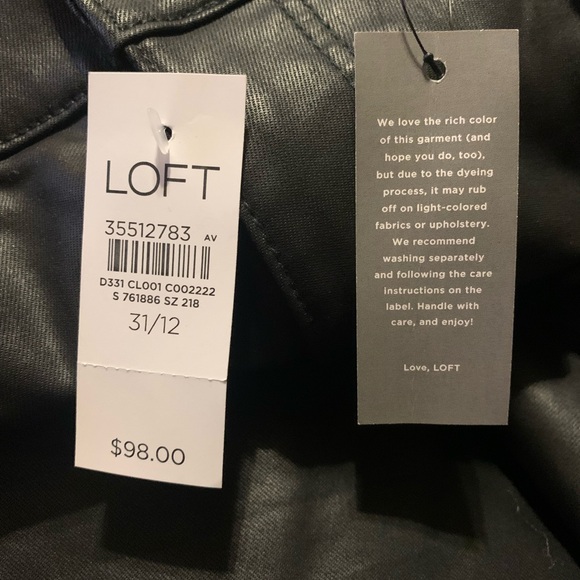 LOFT
35512783 AV
D331 CL001 C002222
S 761886 SZ 218
31/12
$98.00
We love the rich color
of this garment (and
hope you do, too),
but due to the dyeing
process, it may rub
off on light-colored
fabrics or upholstery.
We recommend
washing separately
and following the care
instructions on the
label. Handle with
care, and enjoy!
Love, LOFT